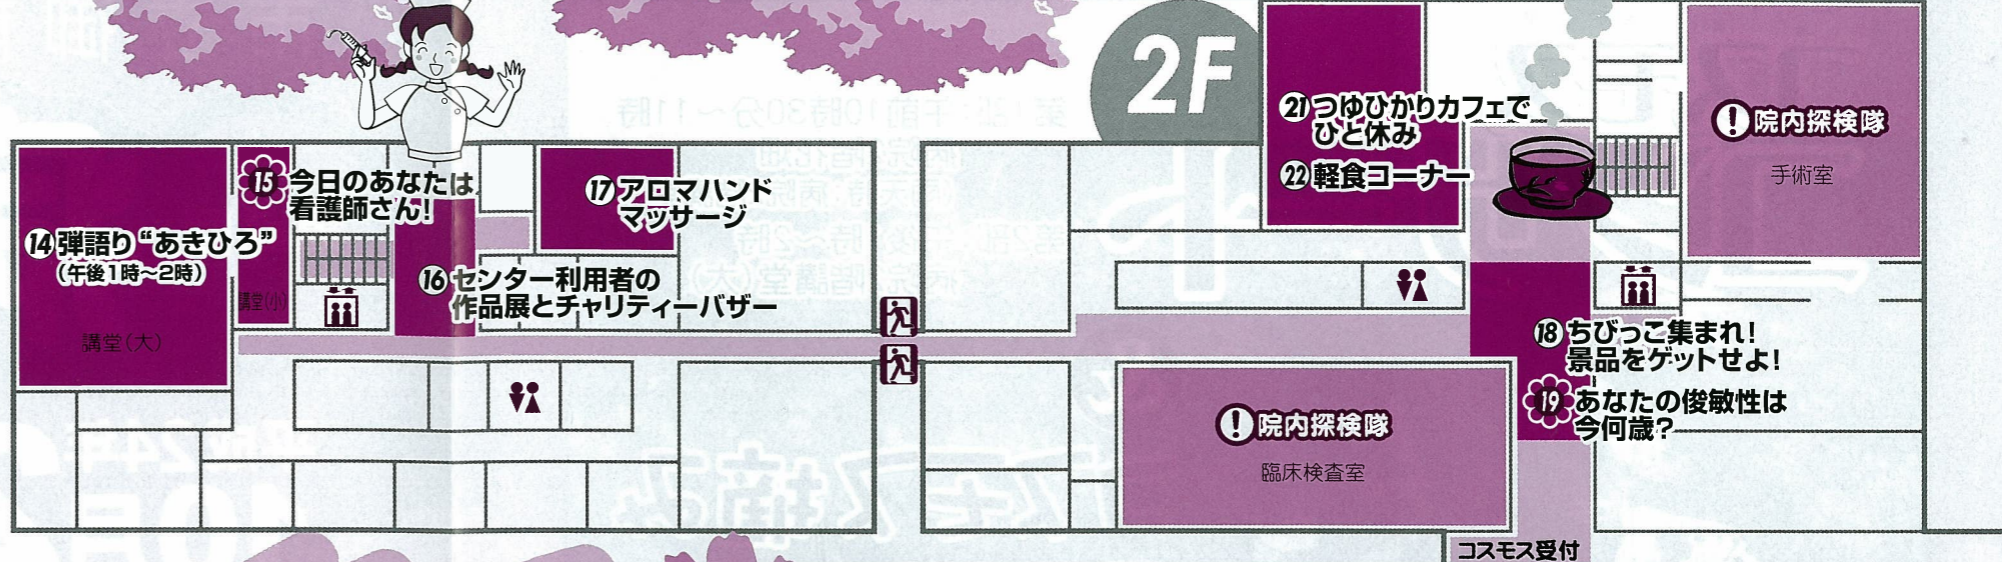 2F
⑭弾語り“あきひろ”
(午後1時～2時)
講堂(大)
⑮今日のあなたは
看護師さん!
講堂(小)
⑯センター利用者の
作品展とチャリティーバザー
⑰アロマハンド
マッサージ
㉑つゆひかりカフェで
ひと休み
㉒軽食コーナー
!院内探検隊
手術室
⑱ちびっこ集まれ!
景品をゲットせよ!
⑲あなたの俊敏性は
今何歳?
!院内探検隊
臨床検査室
コスモス受付